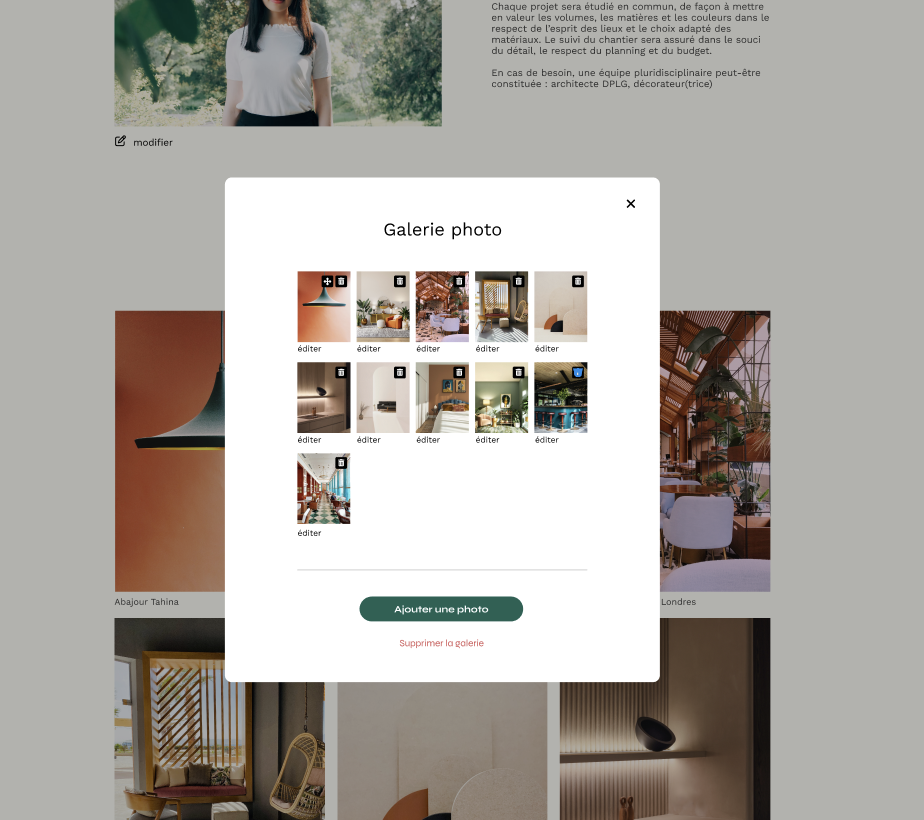 Chaque projet sera étudié en commun, de façon à mettre
en valeur les volumes, les matières et les couleurs dans le
respect de l'esprit des lieux et le choix adapté des
matériaux. Le suivi du chantier sera assuré dans le souci
du détail, le respect du planning et du budget.
En cas de besoin, une équipe pluridisciplinaire peut-être
constituée : architecte DPLG, décorateur(trice)
modifier
Galerie photo
éditer
éditer
éditer
éditer
éditer
éditer
éditer
éditer
éditer
éditer
éditer
Ajouter une photo
Supprimer la galerie
Abajour Tahina
Londres